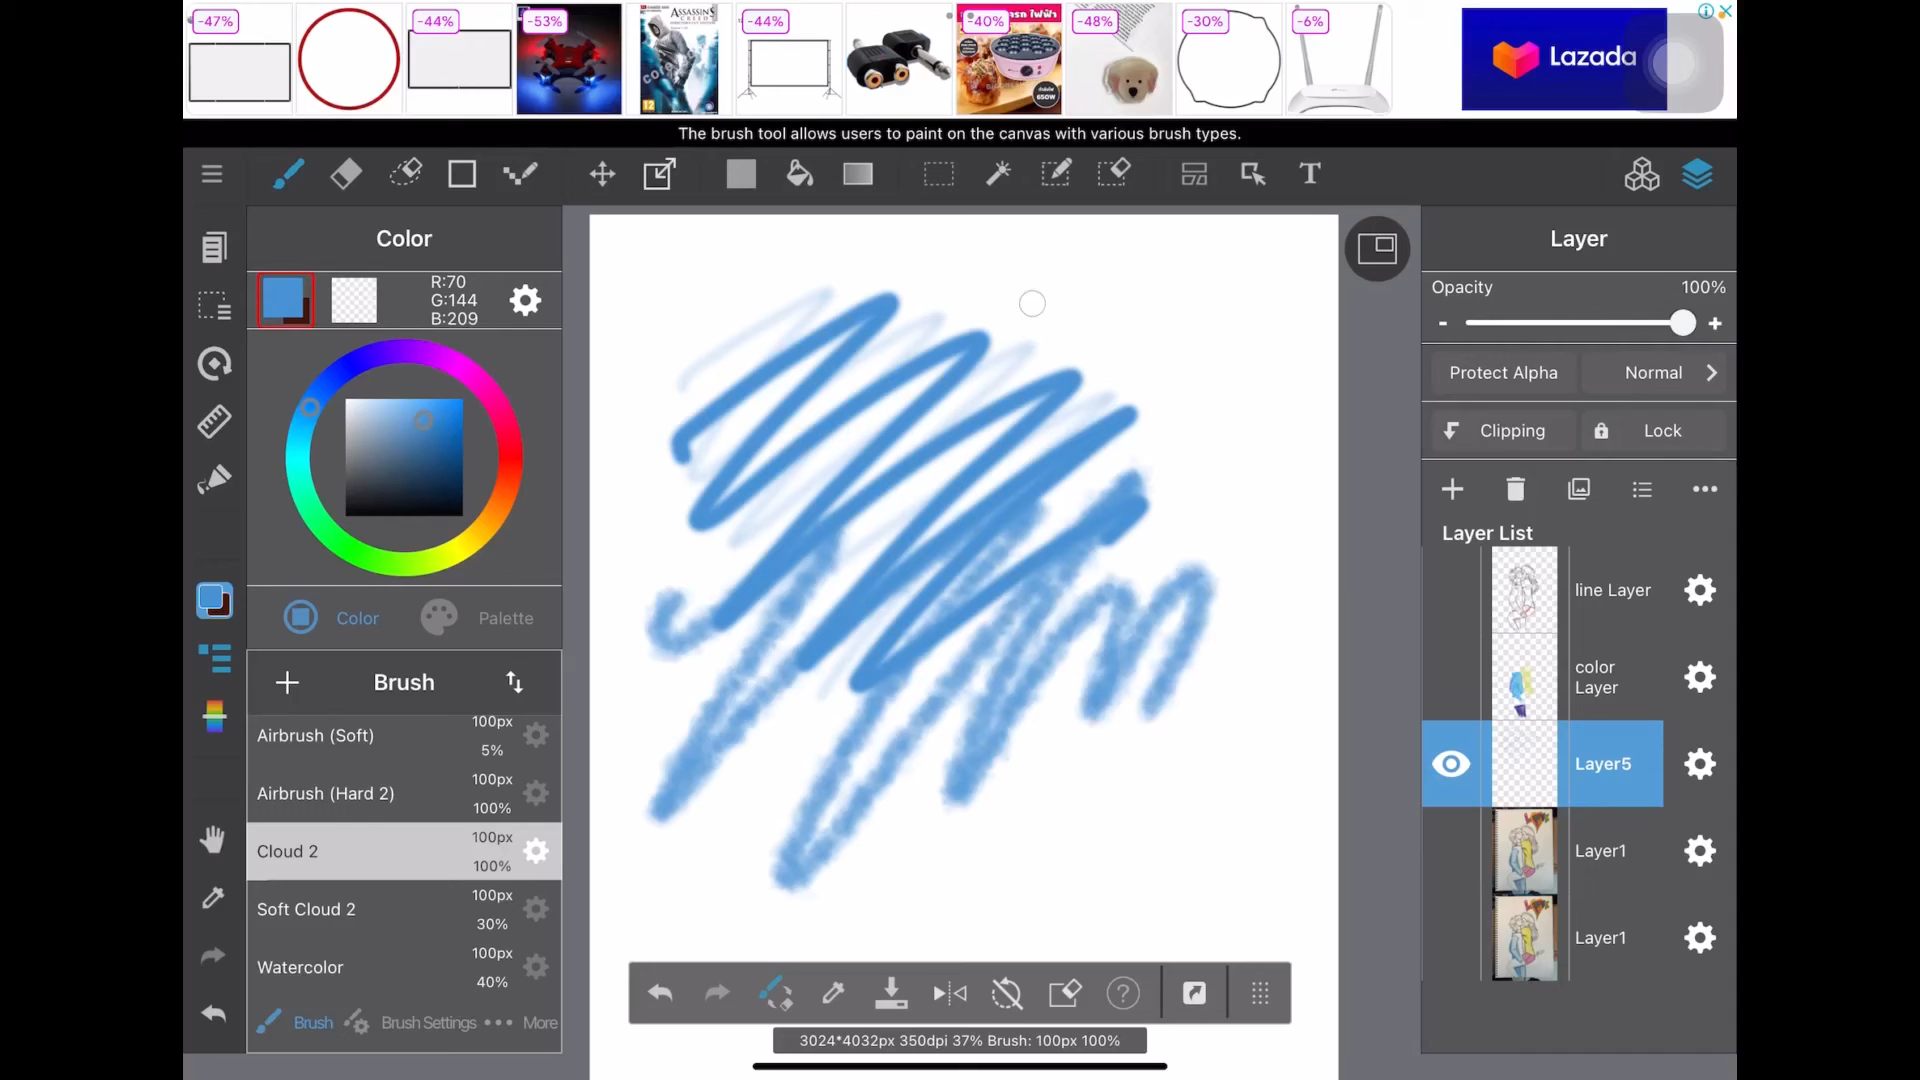 -47%
-44%
-53%
ASSASSIN'S
-44%
-40%
650W
-48%
-30%
-6%
Lazada
The brush tool allows users to paint on the canvas with various brush types.
T
Color
R:70
G:144
B:209
Color
Palette
Brush
Airbrush (Soft)
100px
5%
Airbrush (Hard 2)
100px
100%
Cloud 2
100px
100%
Soft Cloud 2
100px
30%
Watercolor
100px
40%
Brush
Brush Settings
More
3024*4032px 350dpi 37% Brush: 100px 100%
Layer
Opacity
100%
Protect Alpha
Normal
Clipping
Lock
Layer List
line Layer
color
Layer
Layer5
Layer1
Layer1